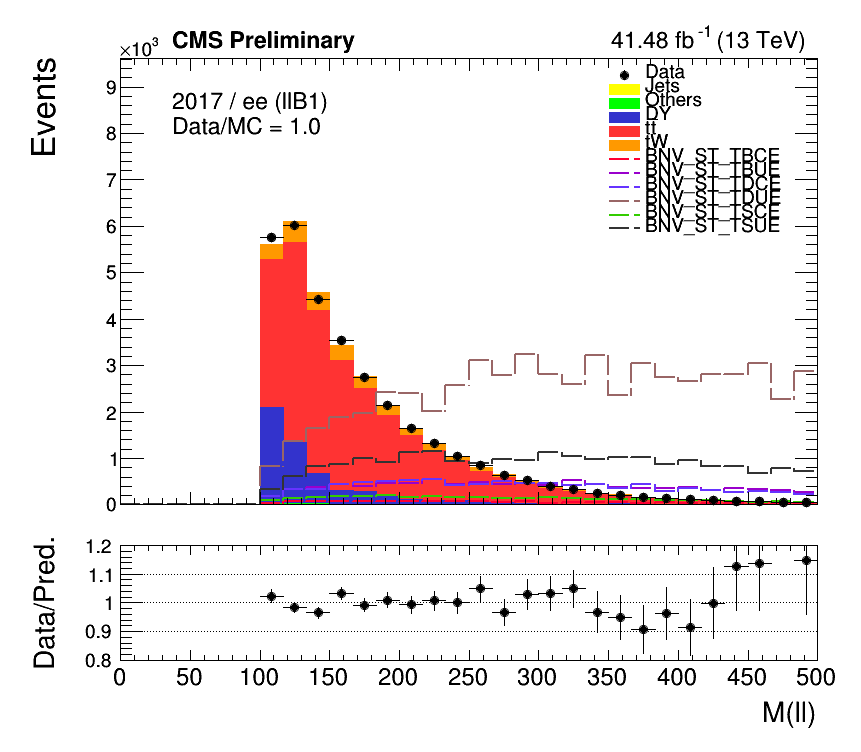 ×10³ CMS Preliminary 41.48 fb⁻¹ (13 TeV)
Events
2017 / ee (llB1)
Data/MC = 1.0
Data
Jets
Others
DY
tt
tW
BNV_ST_TBCE
BNV_ST_TBUE
BNV_ST_TDCE
BNV_ST_TDUE
BNV_ST_TSCE
BNV_ST_TSUE
9
8
7
6
5
4
3
2
1
0
Data/Pred.
1.2
1.1
1
0.9
0.8
0 50 100 150 200 250 300 350 400 450 500
M(ll)